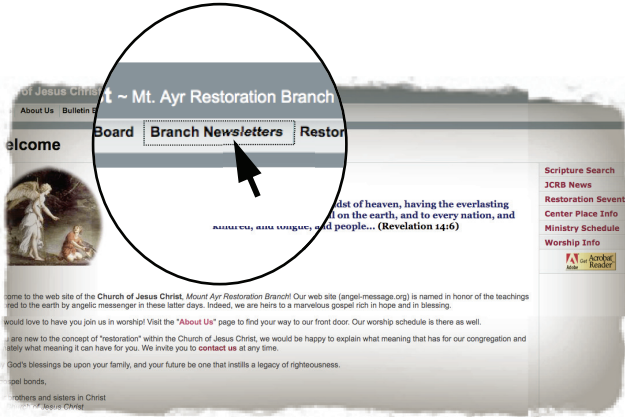 of Jesus Christ
t ~ Mt. Ayr Restoration Branch
About Us Bulletin B
Board Branch Newsletters Restor
elcome
dst of heaven, having the everlasting
on the earth, and to every nation, and
kindred, and tongue, and people... (Revelation 14:6)
Scripture Search
JCRB News
Restoration Sevent
Center Place Info
Ministry Schedule
Worship Info
Adobe Get Acrobat Reader
come to the web site of the Church of Jesus Christ, Mount Ayr Restoration Branch! Our web site (angel-message.org) is named in honor of the teachings
ered to the earth by angelic messenger in these latter days. Indeed, we are heirs to a marvelous gospel rich in hope and in blessing.
would love to have you join us in worship! Visit the "About Us" page to find your way to our front door. Our worship schedule is there as well.
are new to the concept of "restoration" within the Church of Jesus Christ, we would be happy to explain what meaning that has for our congregation and
ately what meaning it can have for you. We invite you to contact us at any time.
God's blessings be upon your family, and your future be one that instills a legacy of righteousness.
spel bonds,
brothers and sisters in Christ
ch of Jesus Christ